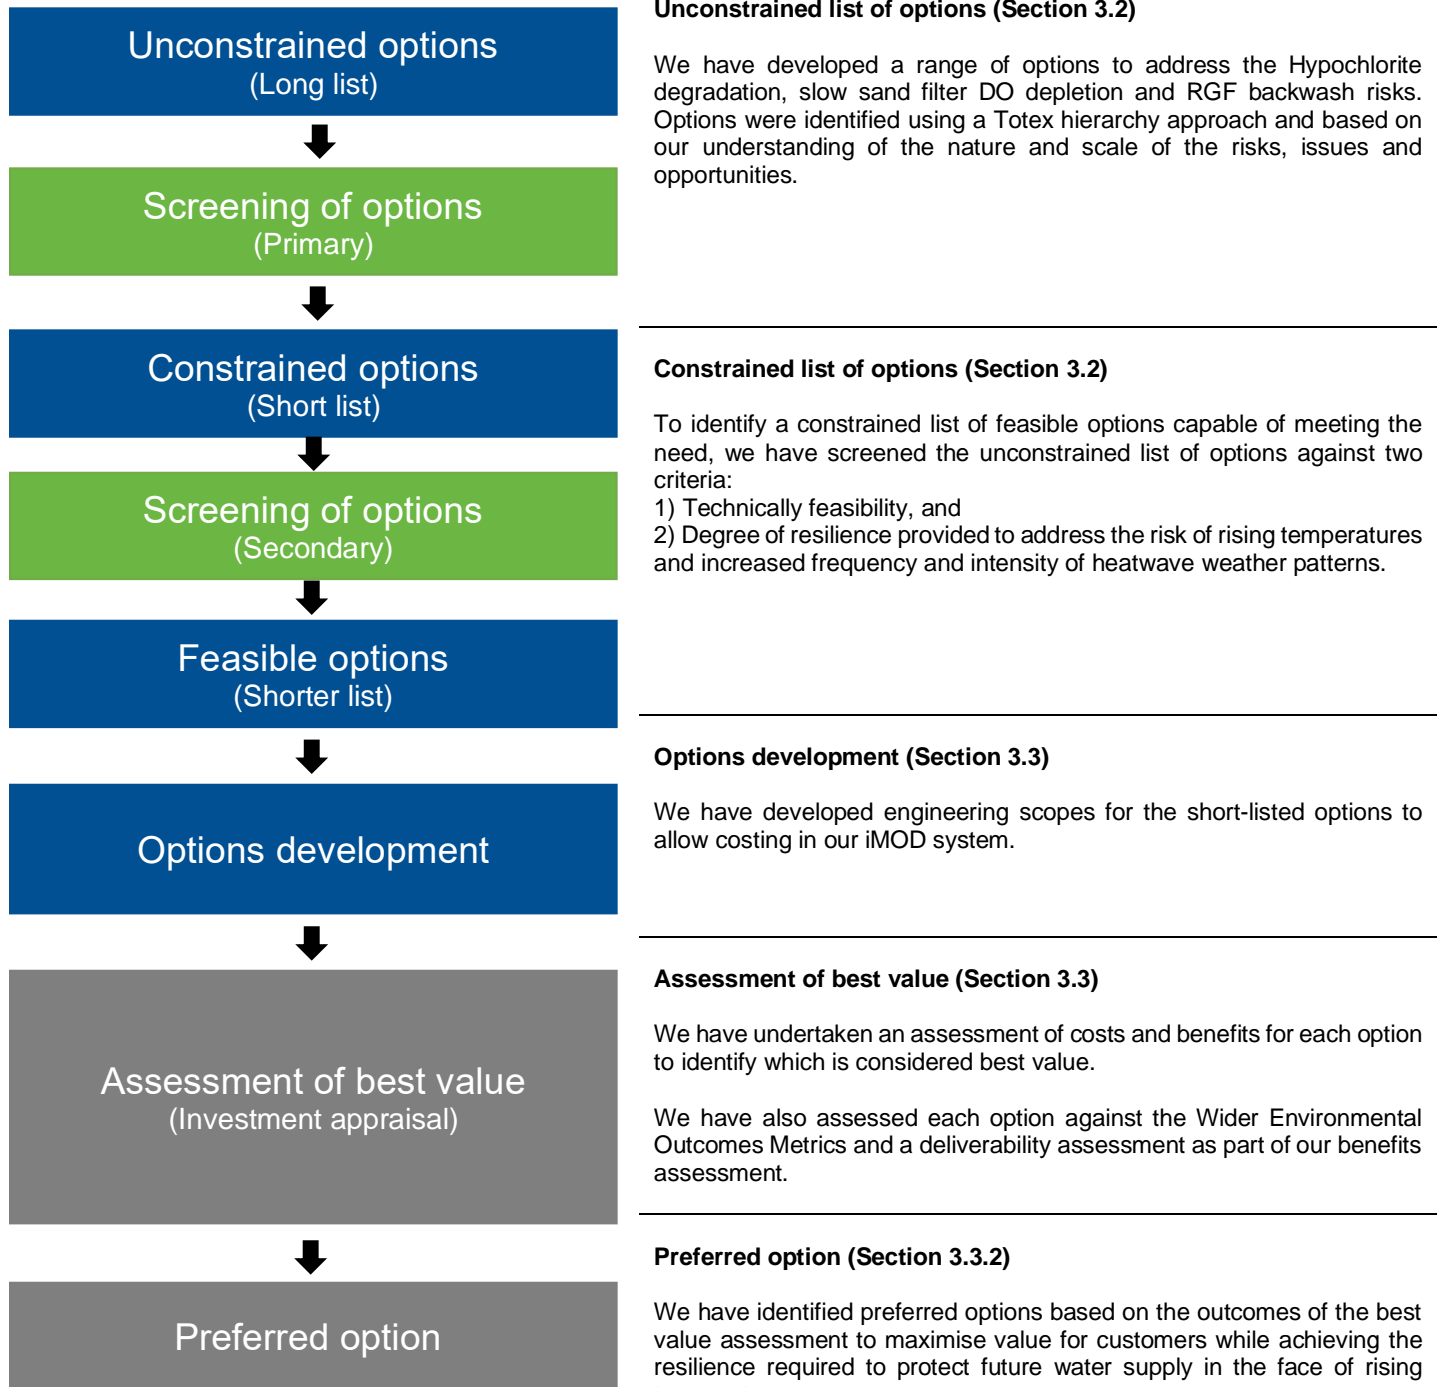 Unconstrained options
(Long list)
Screening of options
(Primary)
Constrained options
(Short list)
Screening of options
(Secondary)
Feasible options
(Shorter list)
Options development
Assessment of best value
(Investment appraisal)
Preferred option
Unconstrained list of options (Section 3.2)
We have developed a range of options to address the Hypochlorite
degradation, slow sand filter DO depletion and RGF backwash risks.
Options were identified using a Totex hierarchy approach and based on
our understanding of the nature and scale of the risks, issues and
opportunities.
Constrained list of options (Section 3.2)
To identify a constrained list of feasible options capable of meeting the
need, we have screened the unconstrained list of options against two
criteria:
1) Technically feasibility, and
2) Degree of resilience provided to address the risk of rising temperatures
and increased frequency and intensity of heatwave weather patterns.
Options development (Section 3.3)
We have developed engineering scopes for the short-listed options to
allow costing in our iMOD system.
Assessment of best value (Section 3.3)
We have undertaken an assessment of costs and benefits for each option
to identify which is considered best value.
We have also assessed each option against the Wider Environmental
Outcomes Metrics and a deliverability assessment as part of our benefits
assessment.
Preferred option (Section 3.3.2)
We have identified preferred options based on the outcomes of the best
value assessment to maximise value for customers while achieving the
resilience required to protect future water supply in the face of rising